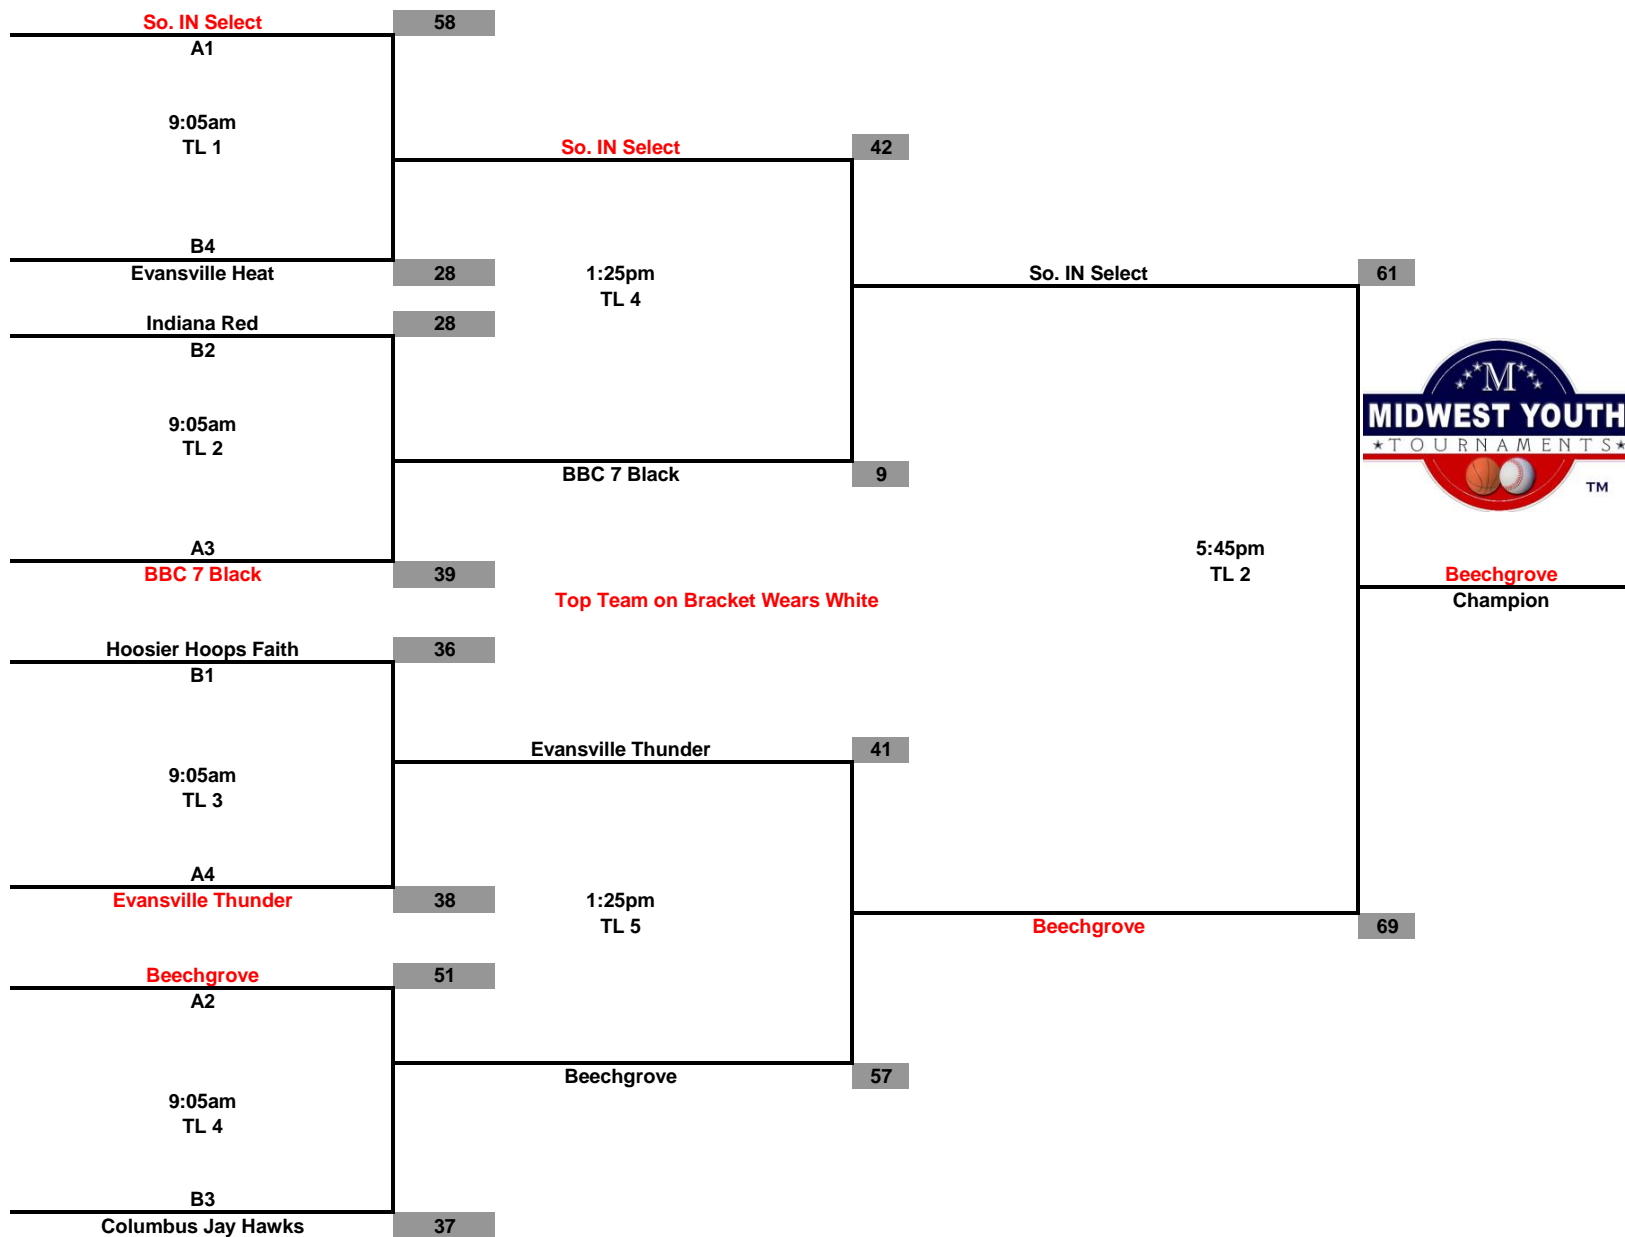 So. IN Select 58
A1
9:05am
TL 1
So. IN Select 42
B4
Evansville Heat 28
1:25pm
TL 4
So. IN Select 61
Indiana Red 28
B2
M
MIDWEST YOUTH
TOURNAMENTS
TM
9:05am
TL 2
BBC 7 Black 9
A3
BBC 7 Black 39
5:45pm
TL 2
Beechgrove
Champion
Top Team on Bracket Wears White
Hoosier Hoops Faith 36
B1
Evansville Thunder 41
9:05am
TL 3
A4
Evansville Thunder 38
1:25pm
TL 5
Beechgrove 69
Beechgrove 51
A2
Beechgrove 57
9:05am
TL 4
B3
Columbus Jay Hawks 37